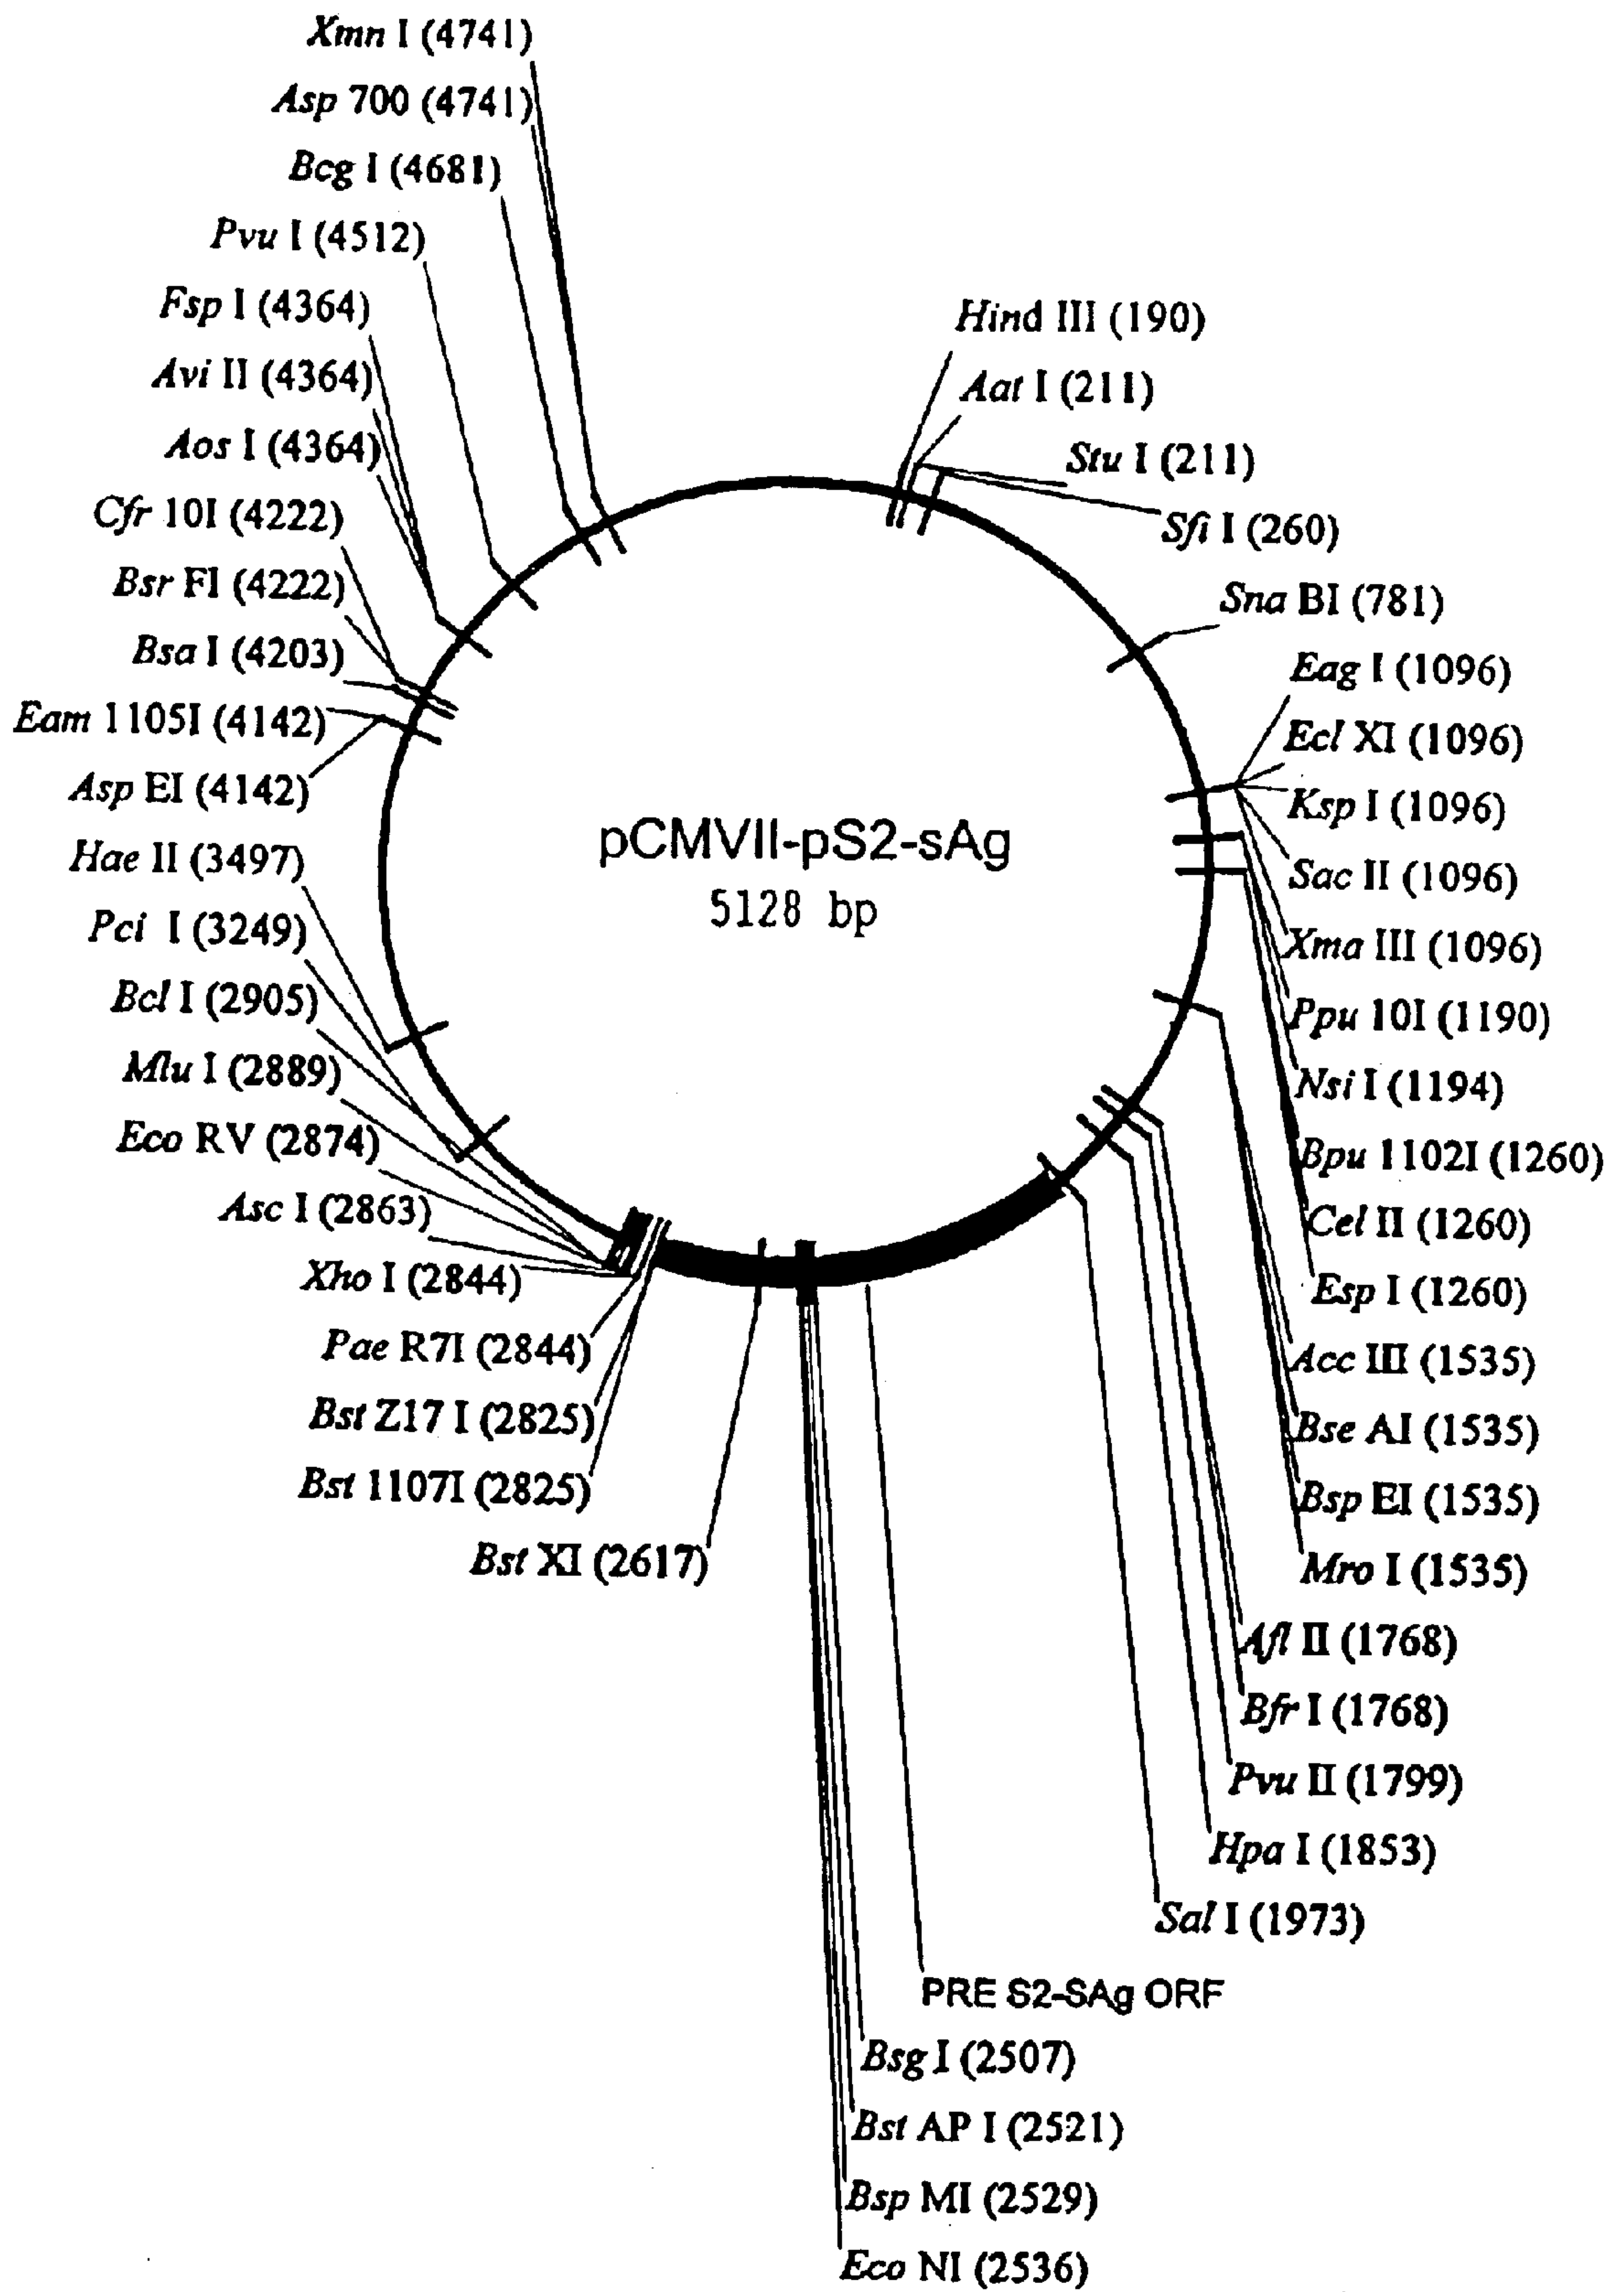 Xmn I (4741)
Asp 700 (4741)
Bcg I (4681)
Pvu I (4512)
Fsp I (4364)
Avi II (4364)
Aos I (4364)
Cfr 10I (4222)
Bsr FI (4222)
Bsa I (4203)
Eam 1105I (4142)
Asp EI (4142)
Hae II (3497)
Pci I (3249)
Bcl I (2905)
Mlu I (2889)
Eco RV (2874)
Asc I (2863)
Xho I (2844)
Pae R7I (2844)
Bst Z17 I (2825)
Bst 1107I (2825)
Bst XI (2617)
pCMVII-pS2-sAg
5128 bp
Hind III (190)
Aat I (211)
Stu I (211)
Sfi I (260)
Sna BI (781)
Eag I (1096)
Ecl XI (1096)
Ksp I (1096)
Sac II (1096)
Xma III (1096)
Ppu 10I (1190)
Nsi I (1194)
Bpu 1102I (1260)
Cel II (1260)
Esp I (1260)
Acc III (1535)
Bse AI (1535)
Bsp EI (1535)
Mro I (1535)
Afl II (1768)
Bfr I (1768)
Pvu II (1799)
Hpa I (1853)
Sal I (1973)
PRE S2-SAg ORF
Bsg I (2507)
Bst AP I (2521)
Bsp MI (2529)
Eco NI (2536)